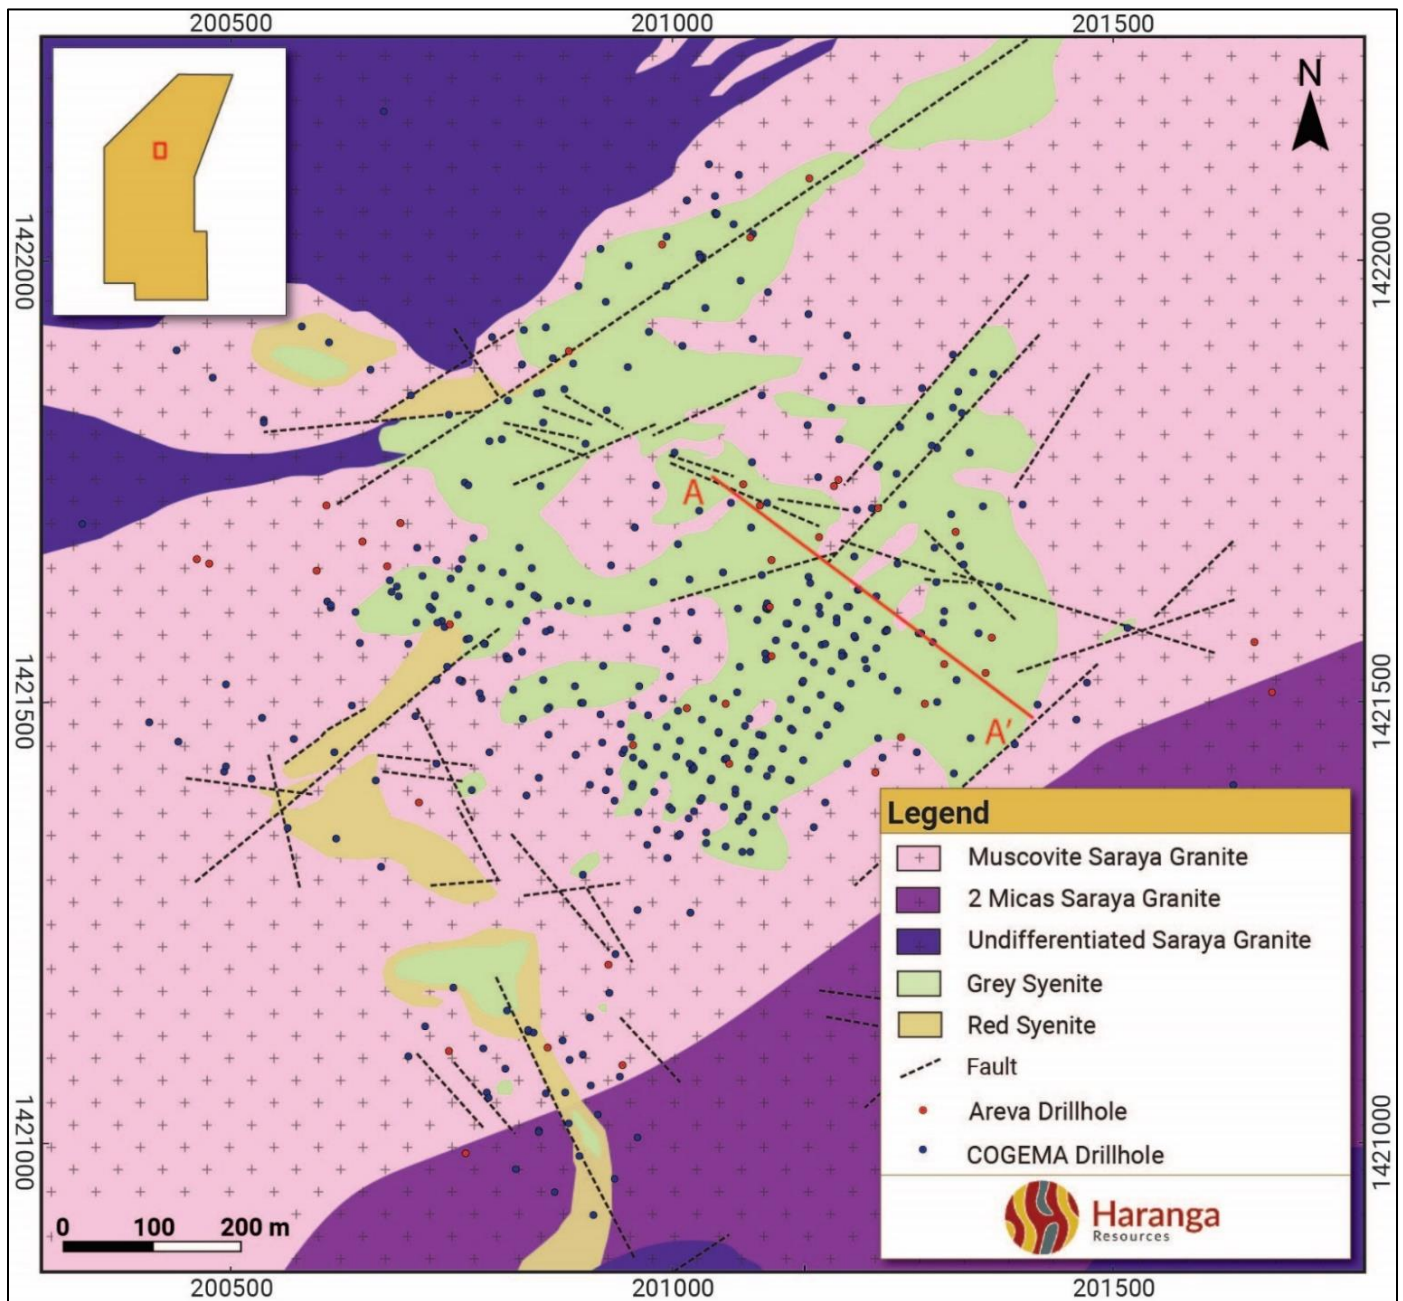 200500 201000 201500
N
1422000
1422000
A
1421500
A'
1421500
Legend
Muscovite Saraya Granite
2 Micas Saraya Granite
Undifferentiated Saraya Granite
Grey Syenite
Red Syenite
Fault
Areva Drillhole
COGEMA Drillhole
1421000
1421000
Haranga
Resources
0 100 200 m
200500 201000 201500